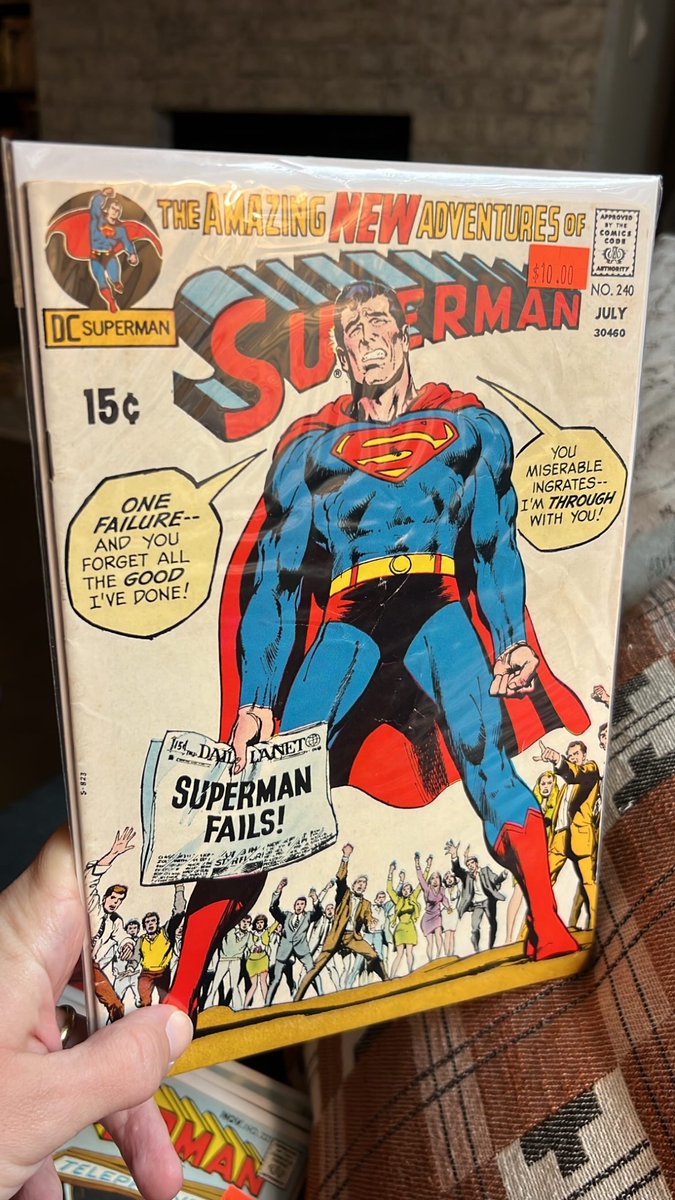 THE AMAZING NEW ADVENTURES OF
SUPERMAN
®
DC SUPERMAN
15¢
$10.00
APPROVED
BY THE
COMICS
CODE
AUTHORITY
NO. 240
JULY
30460
ONE
FAILURE--
AND YOU
FORGET ALL
THE GOOD
I'VE DONE!
YOU
MISERABLE
INGRATES--
I'M THROUGH
WITH YOU!
S-823
15¢ DAILY PLANET
SUPERMAN
FAILS!